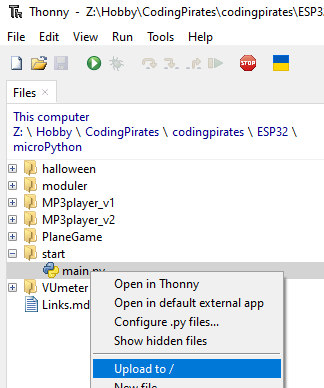 Thonny - Z:\Hobby\CodingPirates\codingpirates\ESP3
File Edit View Run Tools Help
STOP
Files ×
This computer
Z: \ Hobby \ CodingPirates \ codingpirates \ ESP32 \
microPython
halloween
moduler
MP3player_v1
MP3player_v2
PlaneGame
start
main.py
VUmeter
Links.md
Open in Thonny
Open in default external app
Configure .py files...
Show hidden files
Upload to /
New file